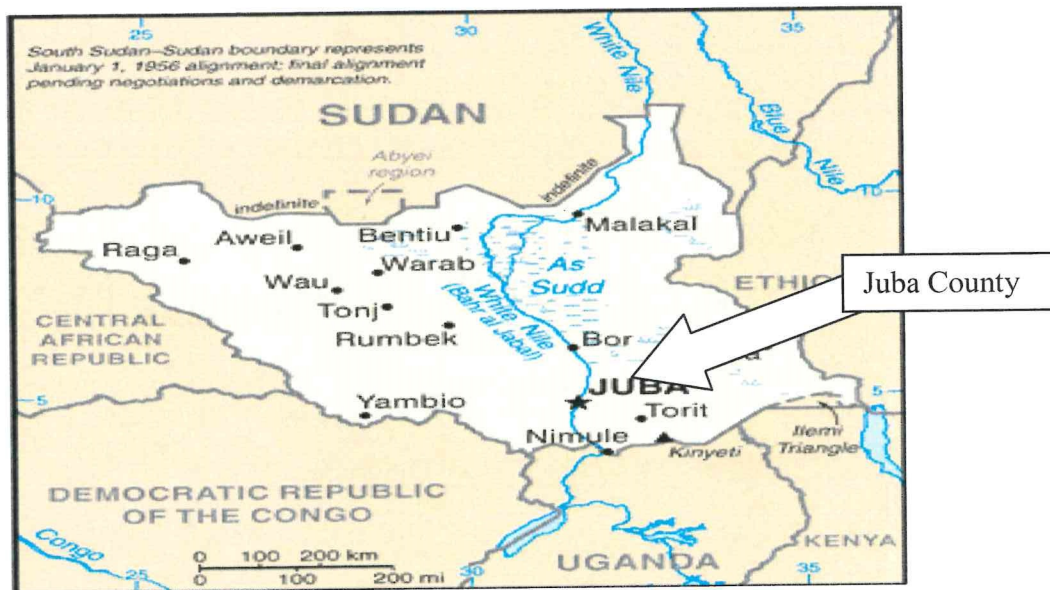 25
30
35
South Sudan–Sudan boundary represents
January 1, 1956 alignment; final alignment
pending negotiations and demarcation.
White Nile
Blue
Nile
SUDAN
Abyei
region
indefinite
indefinite
10
10
Raga
Aweil
Bentiu
Malakal
Warab
Wau
Tonj
Rumbek
As
Sudd
White Nile
(Bahr al Jabal)
ETHIO
Juba County
CENTRAL
AFRICAN
REPUBLIC
Bor
a
JUBA
5
5
Yambio
Torit
Nimule
Kinyeti
Ilemi
Triangle
DEMOCRATIC REPUBLIC
OF THE CONGO
Congo
0 100 200 km
0 100 200 mi
UGANDA
KENYA
25
30
35